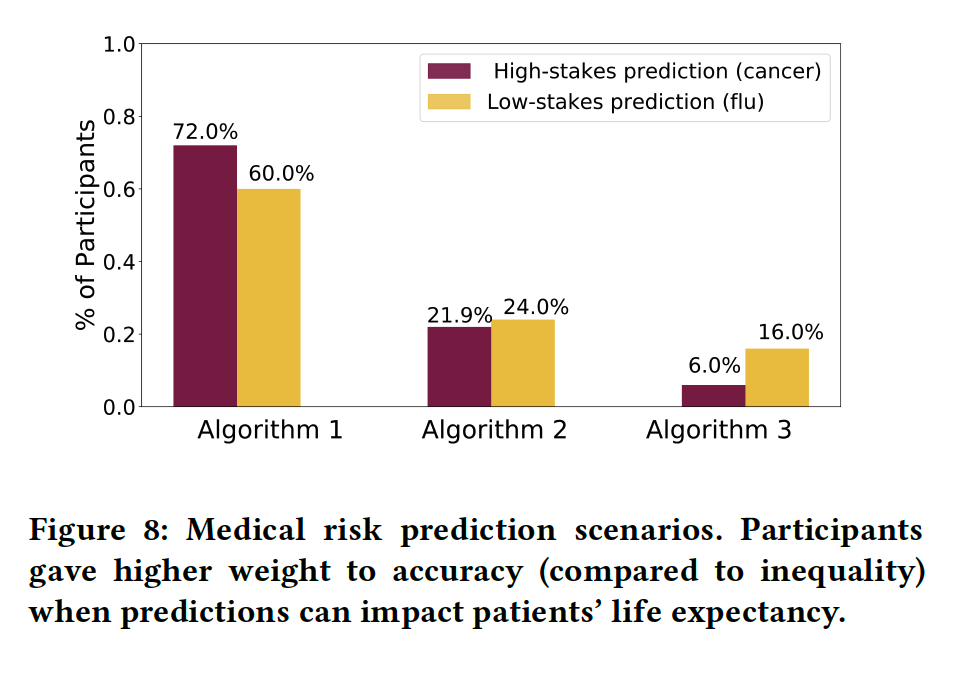 1.0
0.8
0.6
0.4
0.2
0.0
% of Participants
High-stakes prediction (cancer)
Low-stakes prediction (flu)
72.0%
60.0%
21.9%
24.0%
6.0%
16.0%
Algorithm 1
Algorithm 2
Algorithm 3
Figure 8: Medical risk prediction scenarios. Participants
gave higher weight to accuracy (compared to inequality)
when predictions can impact patients’ life expectancy.